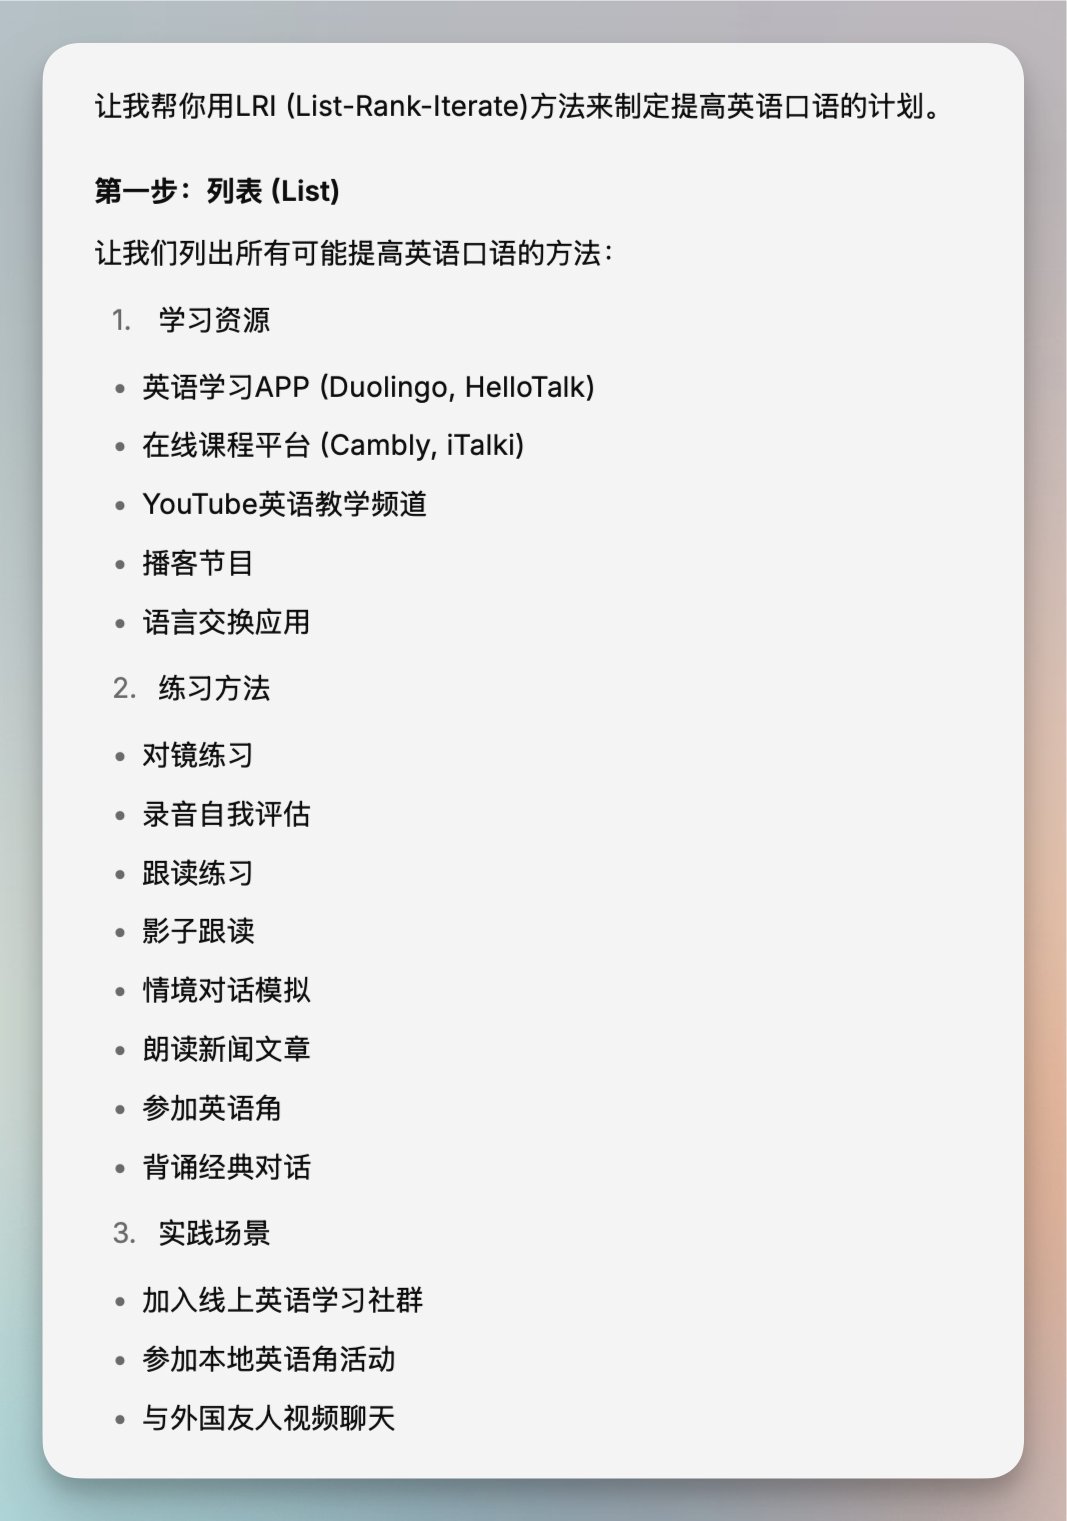 让我帮你用LRI (List-Rank-Iterate)方法来制定提高英语口语的计划。
第一步：列表 (List)
让我们列出所有可能提高英语口语的方法：
1. 学习资源
• 英语学习APP (Duolingo, HelloTalk)
• 在线课程平台 (Cambly, iTalki)
• YouTube英语教学频道
• 播客节目
• 语言交换应用
2. 练习方法
• 对镜练习
• 录音自我评估
• 跟读练习
• 影子跟读
• 情境对话模拟
• 朗读新闻文章
• 参加英语角
• 背诵经典对话
3. 实践场景
• 加入线上英语学习社群
• 参加本地英语角活动
• 与外国友人视频聊天